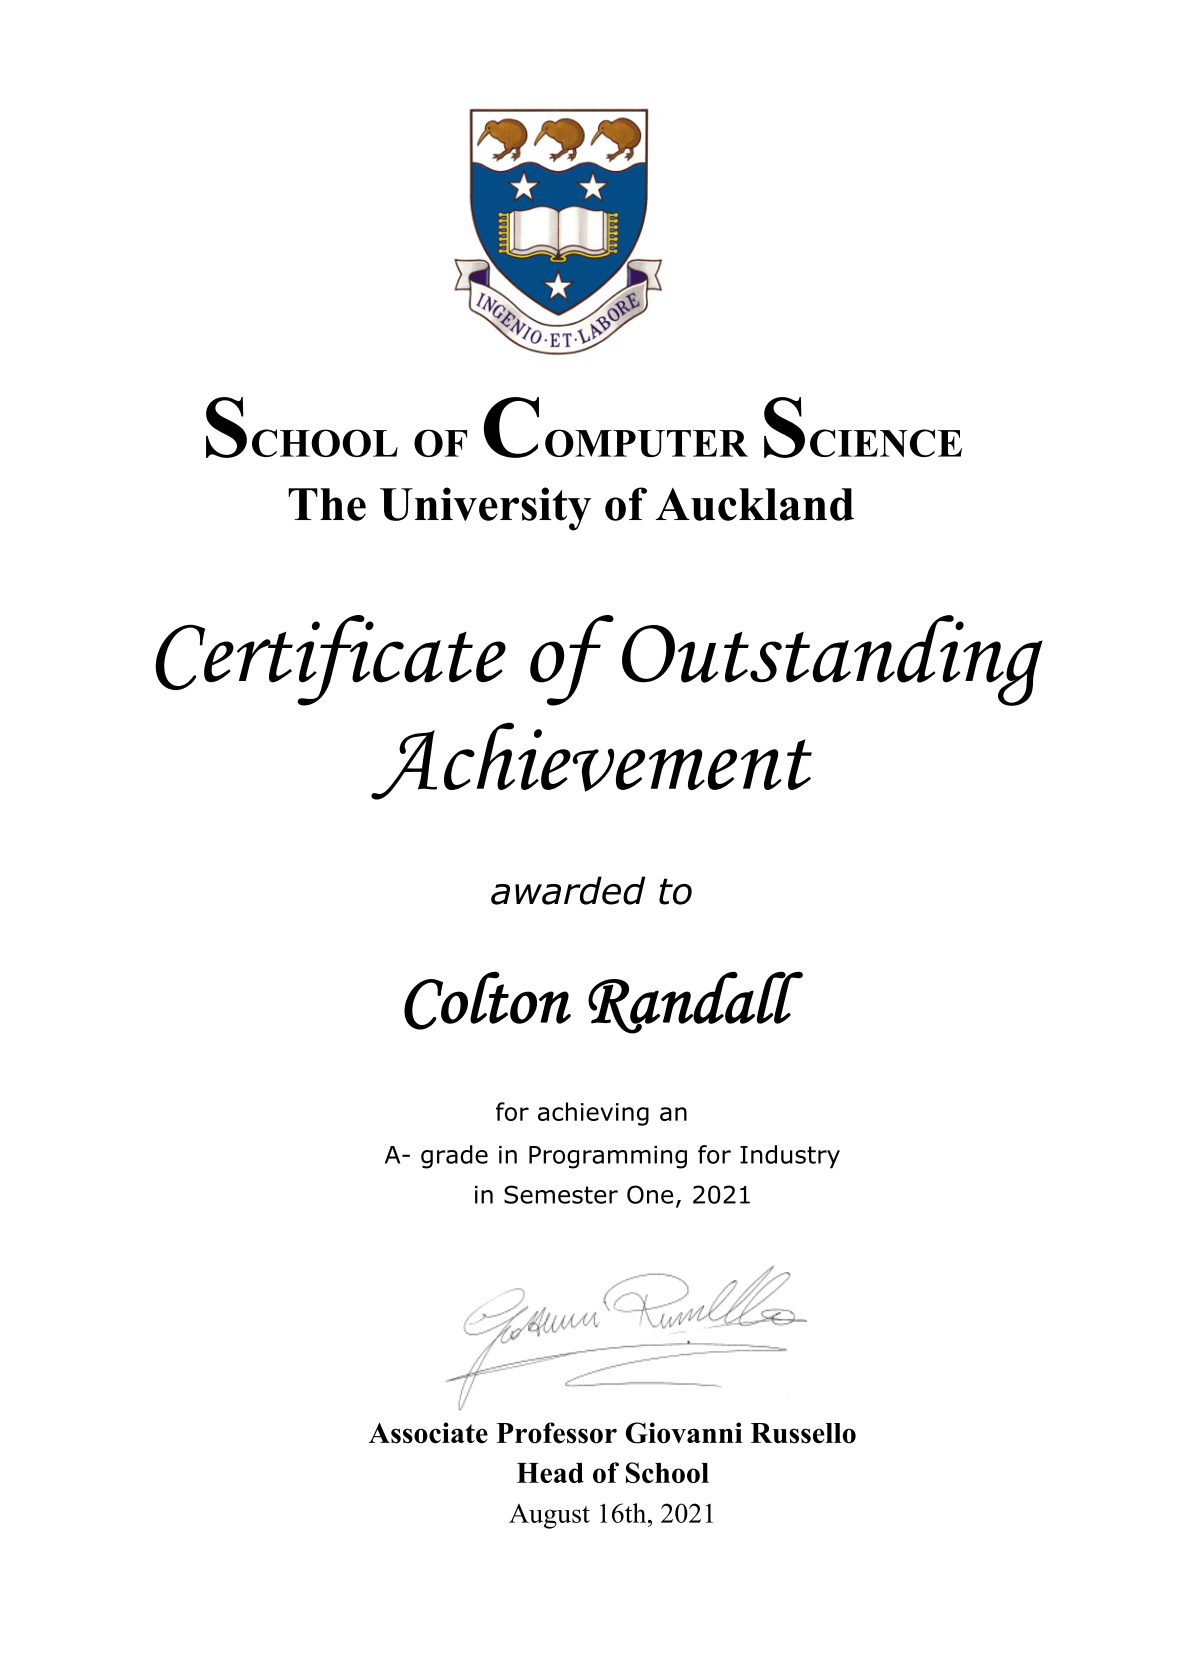 INGENIO·ET·LABORE
SCHOOL OF COMPUTER SCIENCE
The University of Auckland
Certificate of Outstanding
Achievement
awarded to
Colton Randall
for achieving an
A- grade in Programming for Industry
in Semester One, 2021
Giovanni Russello
Associate Professor Giovanni Russello
Head of School
August 16th, 2021